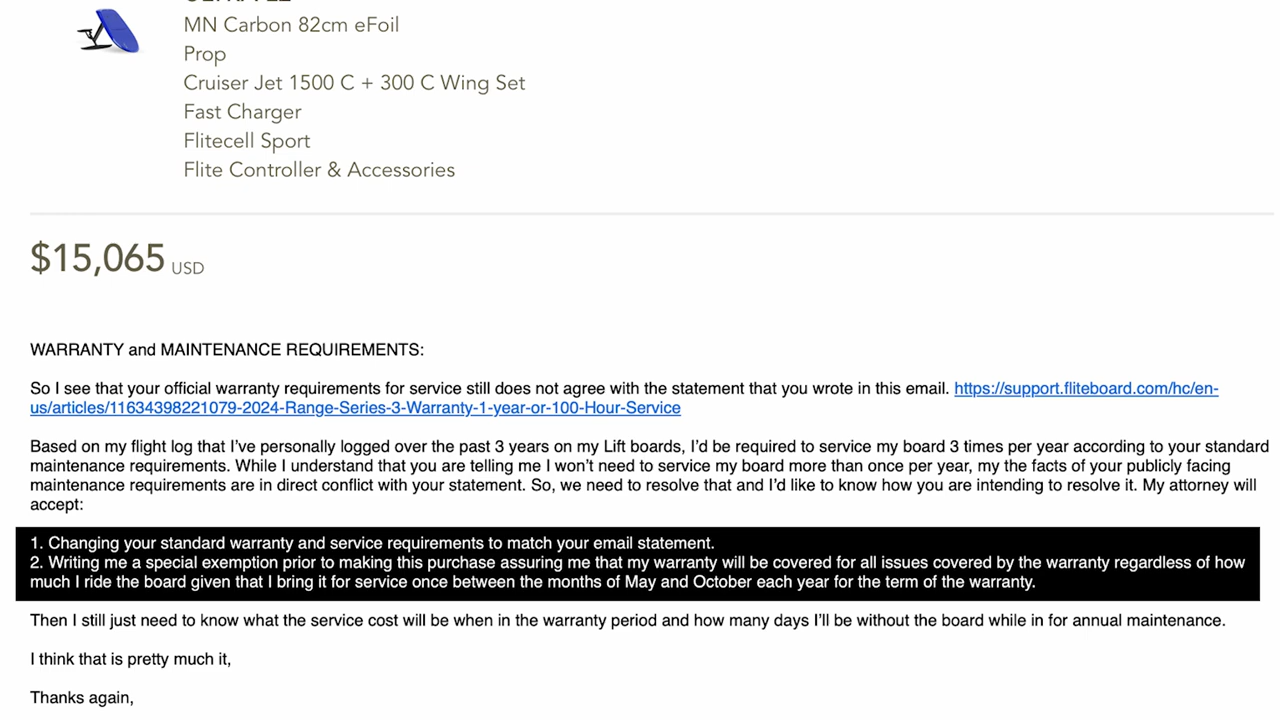 MN Carbon 82cm eFoil
Prop
Cruiser Jet 1500 C + 300 C Wing Set
Fast Charger
Flitecell Sport
Flite Controller & Accessories
$15,065 USD
WARRANTY and MAINTENANCE REQUIREMENTS:
So I see that your official warranty requirements for service still does not agree with the statement that you wrote in this email. https://support.fliteboard.com/hc/en-
us/articles/11634398221079-2024-Range-Series-3-Warranty-1-year-or-100-Hour-Service
Based on my flight log that I've personally logged over the past 3 years on my Lift boards, I'd be required to service my board 3 times per year according to your standard
maintenance requirements. While I understand that you are telling me I won't need to service my board more than once per year, my the facts of your publicly facing
maintenance requirements are in direct conflict with your statement. So, we need to resolve that and I'd like to know how you are intending to resolve it. My attorney will
accept:
1. Changing your standard warranty and service requirements to match your email statement.
2. Writing me a special exemption prior to making this purchase assuring me that my warranty will be covered for all issues covered by the warranty regardless of how
much I ride the board given that I bring it for service once between the months of May and October each year for the term of the warranty.
Then I still just need to know what the service cost will be when in the warranty period and how many days I'll be without the board while in for annual maintenance.
I think that is pretty much it,
Thanks again,